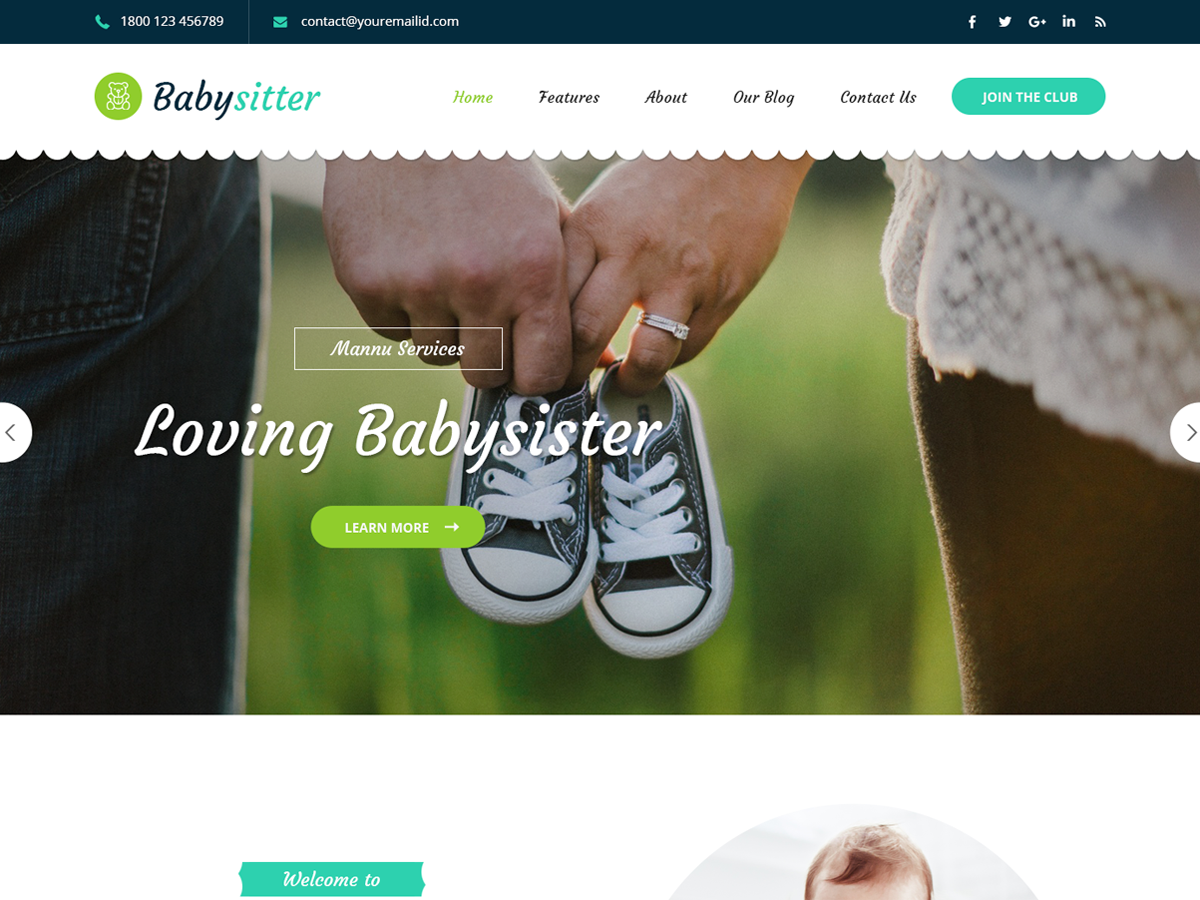 1800 123 456789
contact@youremailid.com
Babysitter
Home
Features
About
Our Blog
Contact Us
JOIN THE CLUB
Mannu Services
Loving Babysister
LEARN MORE
Welcome to